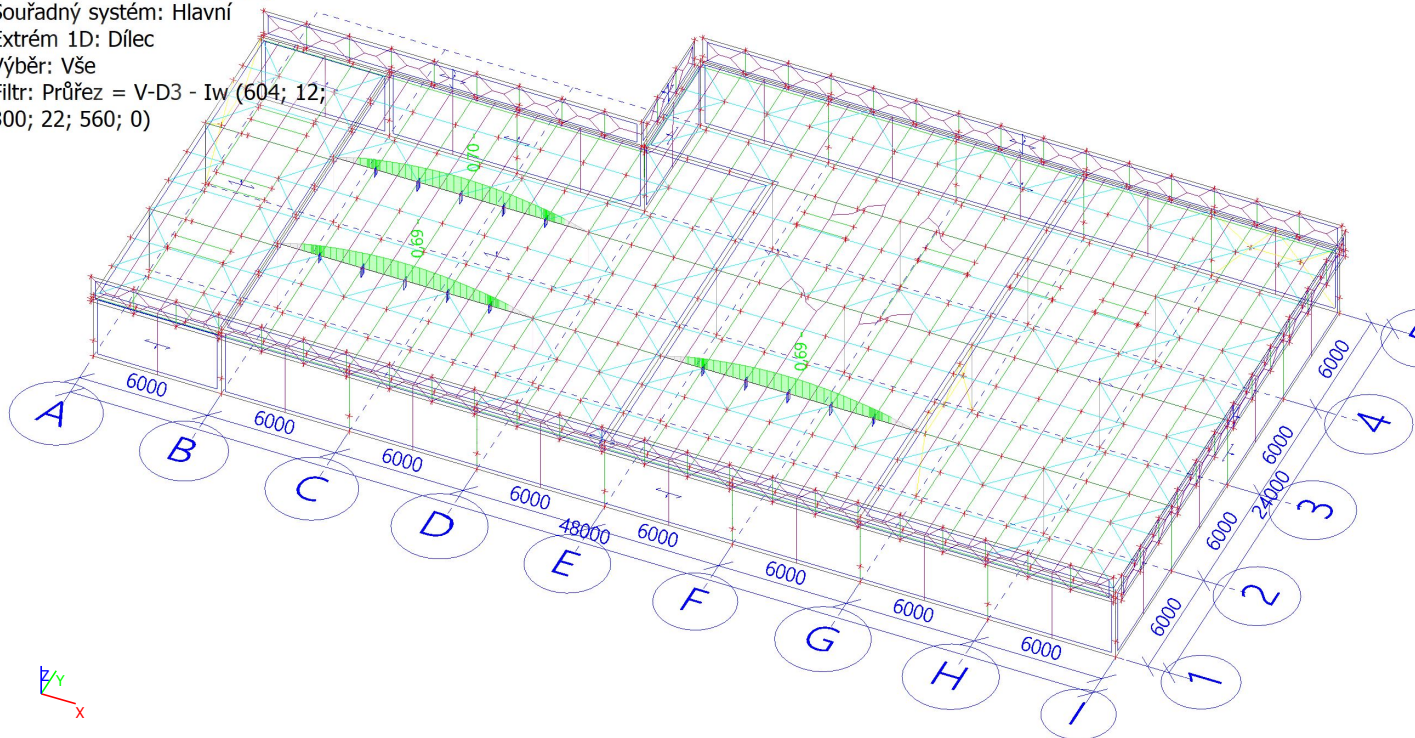 Souřadný systém: Hlavní
Extrém 1D: Dílec
Výběr: Vše
Filtr: Průřez = V-D3 - Iw (604; 12;
300; 22; 560; 0)
0,70
0,69
0,69
6000
6000
6000
6000
48000
6000
6000
6000
6000
A
B
C
D
E
F
G
H
I
6000
6000
24000
6000
6000
1
2
3
4
Z
Y
X